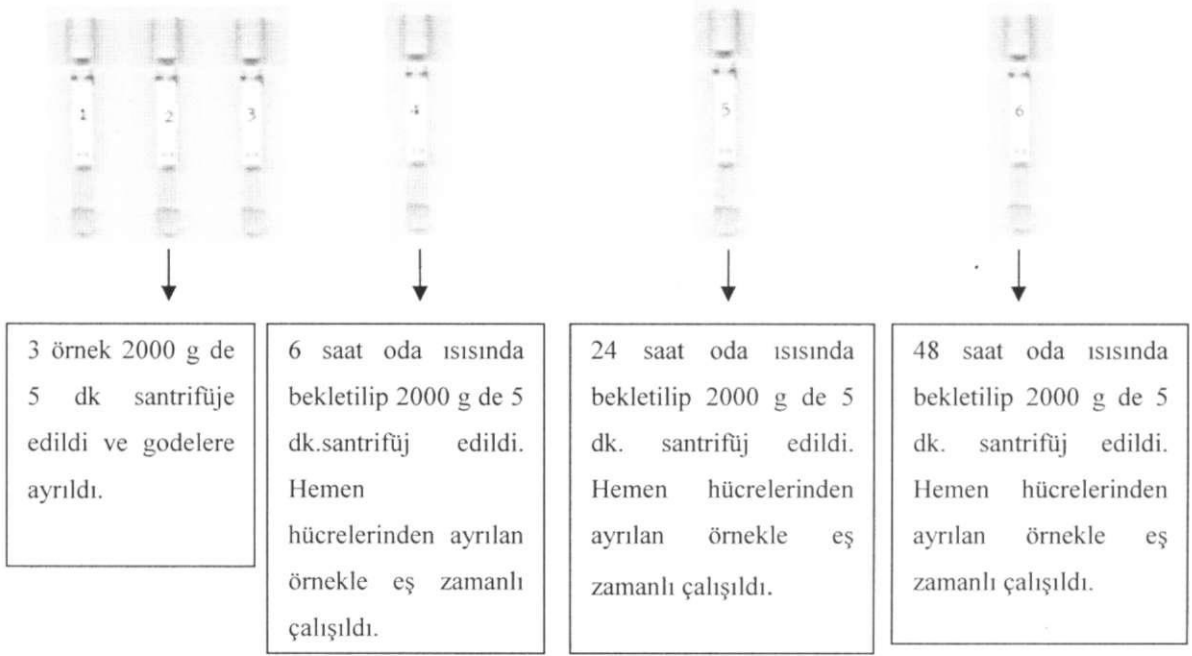 1
2
3
4
5
6
3 örnek 2000 g de
5 dk santrifüje
edildi ve godelere
ayrıldı.
6 saat oda ısısında
bekletilip 2000 g de 5
dk.santrifüj edildi.
Hemen
hücrelerinden ayrılan
örnekle eş zamanlı
çalışıldı.
24 saat oda ısısında
bekletilip 2000 g de 5
dk. santrifüj edildi.
Hemen hücrelerinden
ayrılan örnekle eş
zamanlı çalışıldı.
48 saat oda ısısında
bekletilip 2000 g de 5
dk. santrifüj edildi.
Hemen hücrelerinden
ayrılan örnekle eş
zamanlı çalışıldı.